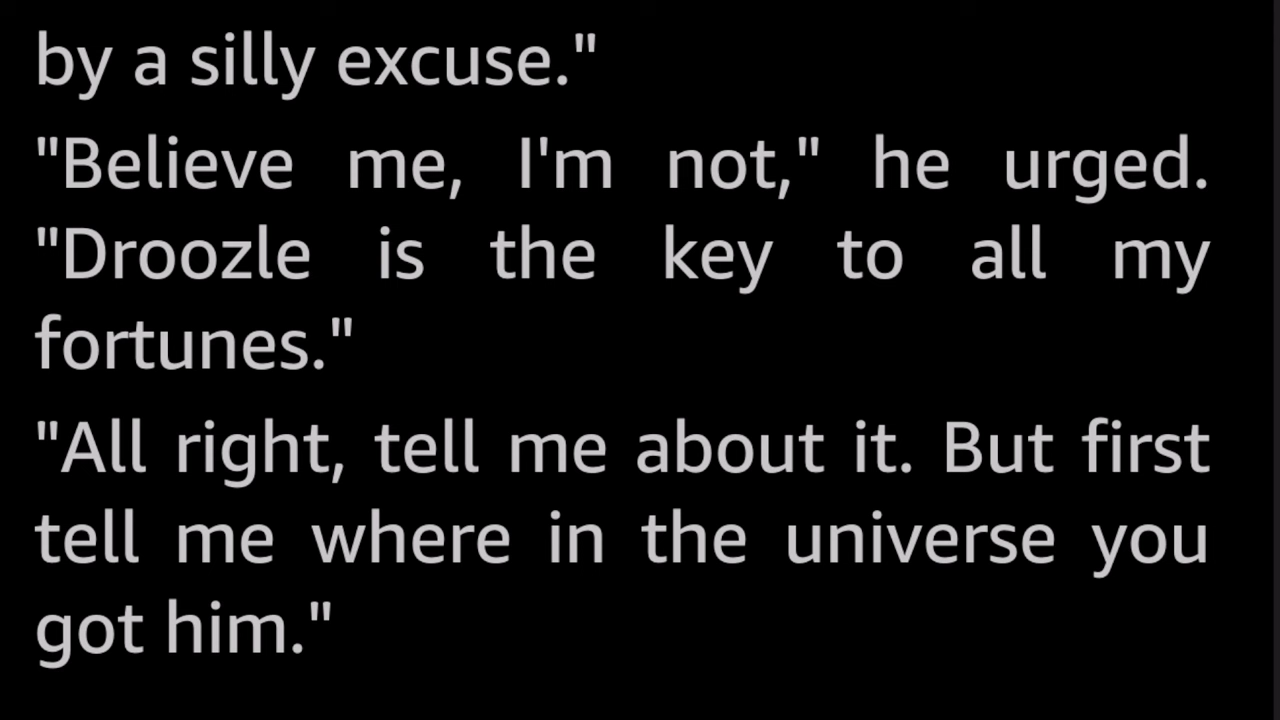 by a silly excuse."
"Believe me, I'm not," he urged.
"Droozle is the key to all my
fortunes."
"All right, tell me about it. But first
tell me where in the universe you
got him."